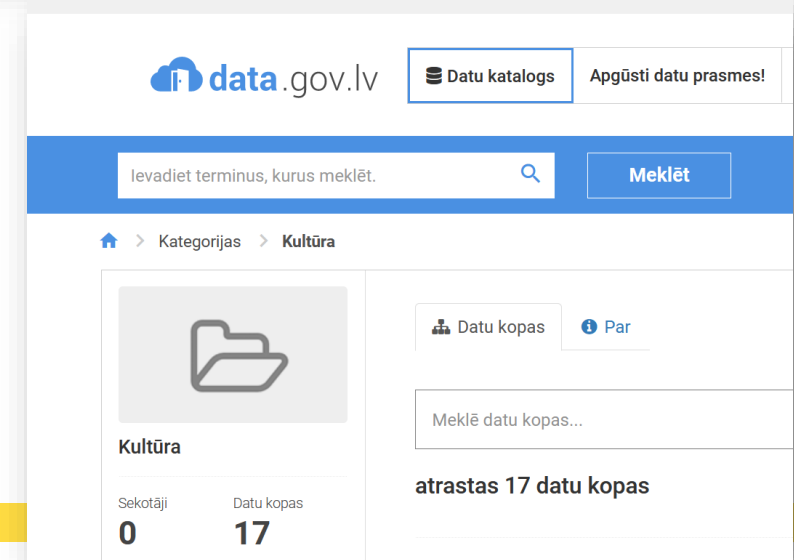 data.gov.lv
Datu katalogs
Apgūsti datu prasmes!
Ievadiet terminus, kurus meklēt.
Meklēt
Kategorijas
Kultūra
Datu kopas
Par
Meklē datu kopas...
Kultūra
atrastas 17 datu kopas
Sekotāji
Datu kopas
0
17